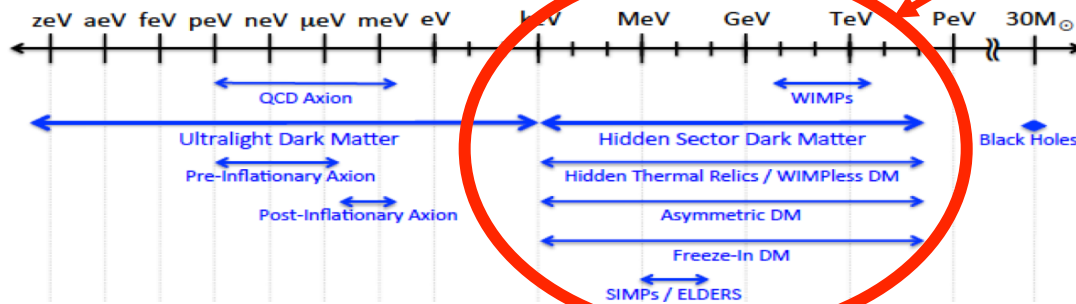 zeV aeV feV peV neV μeV meV eV keV MeV GeV TeV PeV 30M☉
QCD Axion WIMPs
Ultralight Dark Matter Hidden Sector Dark Matter Black Holes
Pre-Inflationary Axion Hidden Thermal Relics / WIMPless DM
Post-Inflationary Axion Asymmetric DM
Freeze-In DM
SIMPs / ELDERS